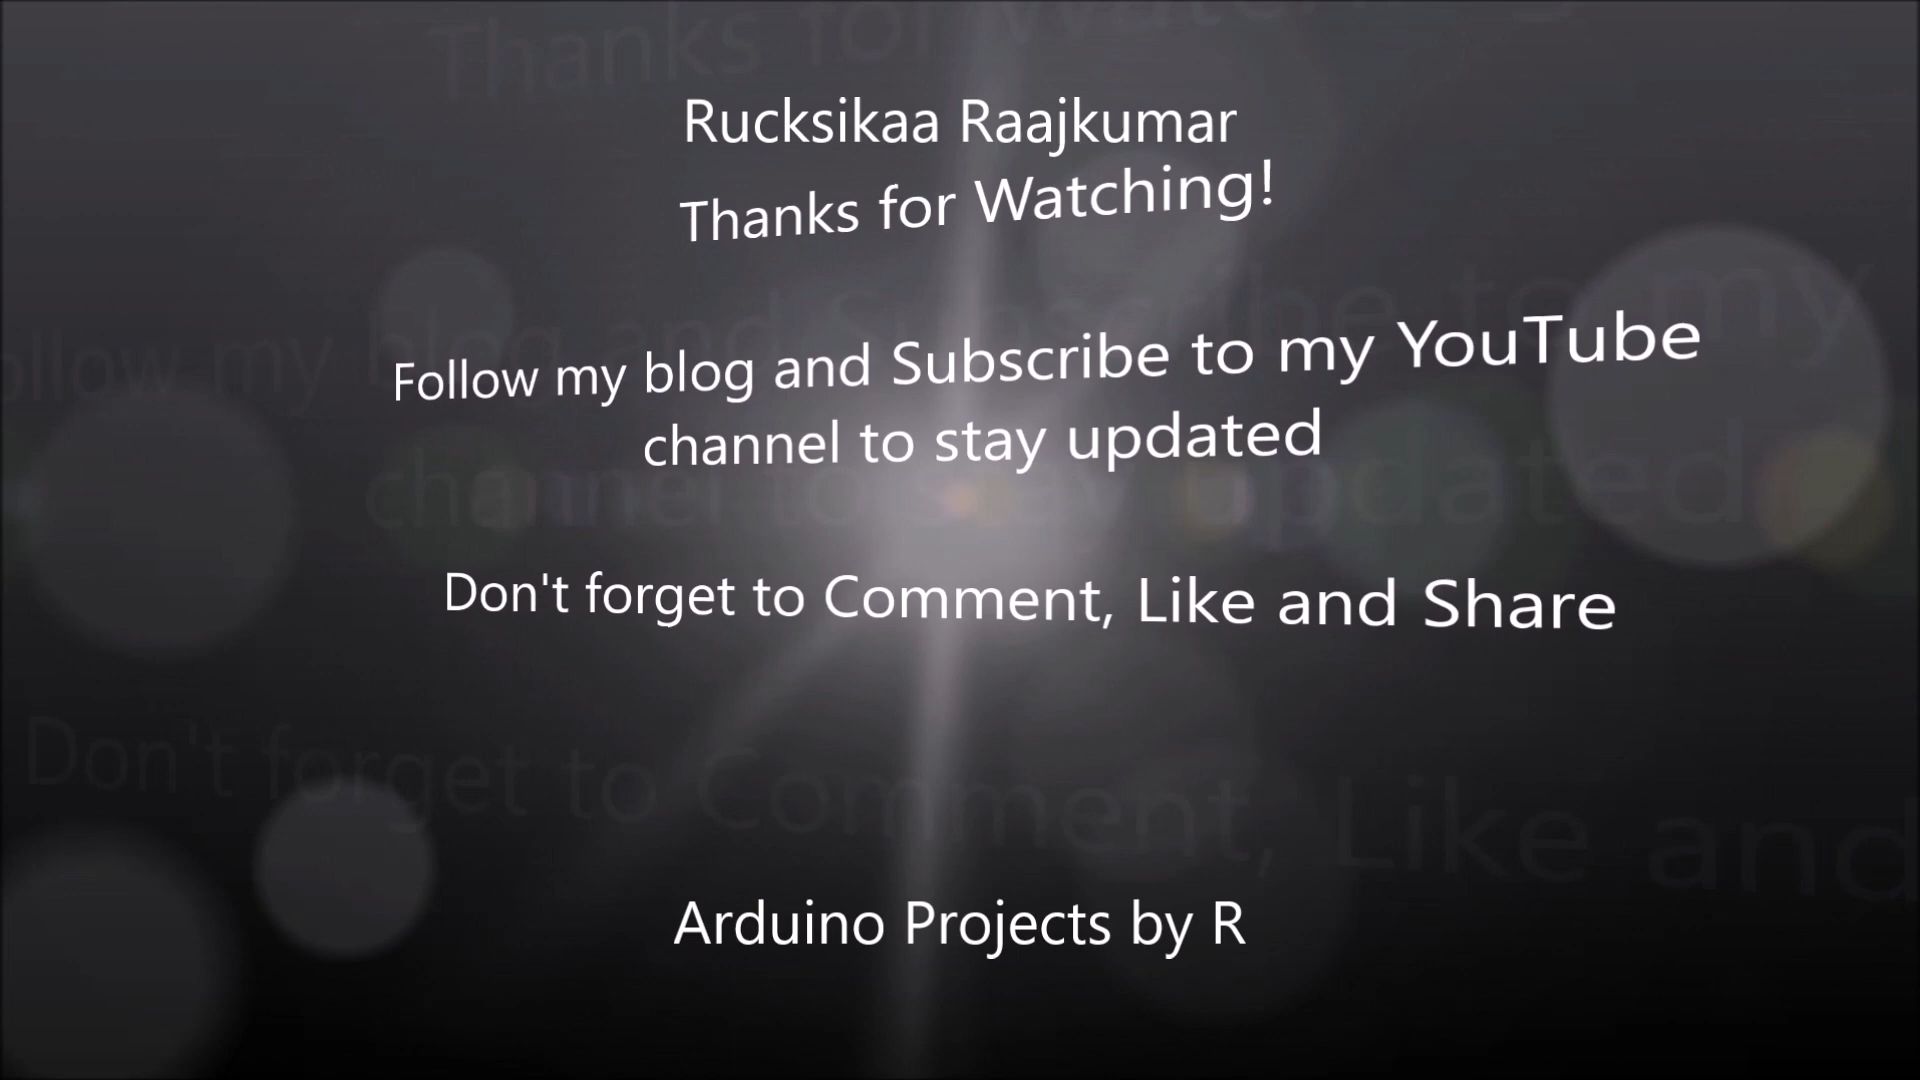 Rucksikaa Raajkumar
Thanks for Watching!
Follow my blog and Subscribe to my YouTube
channel to stay updated
Don't forget to Comment, Like and Share
Arduino Projects by R